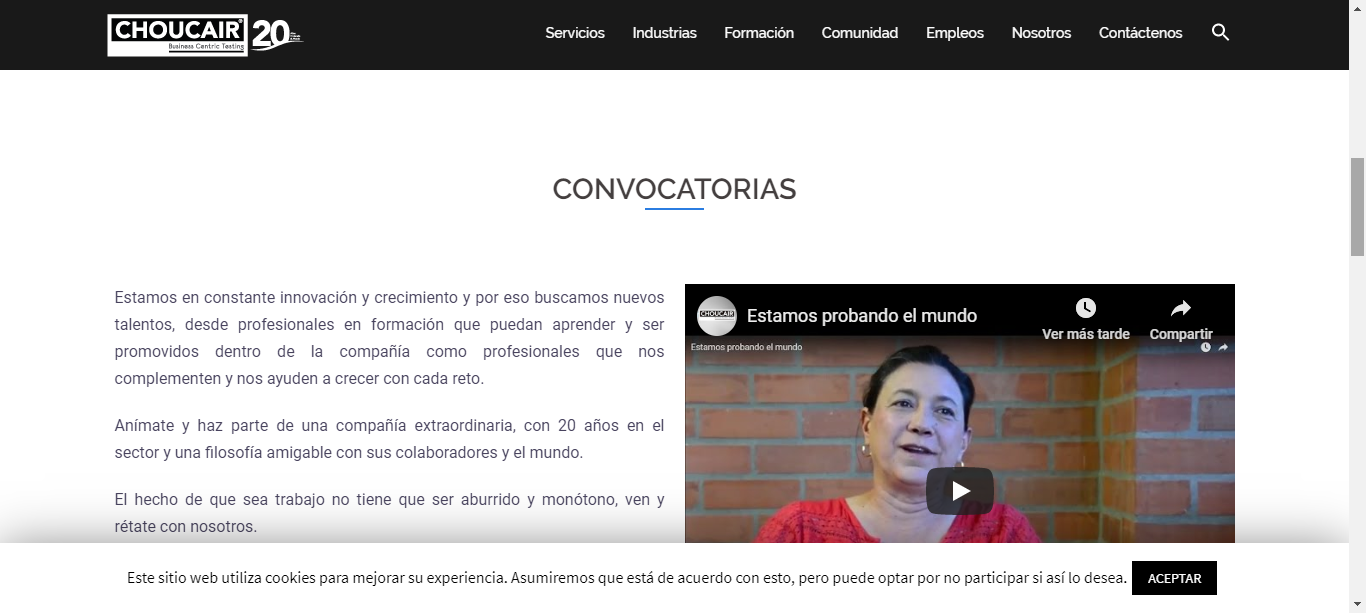 CHOUCAIR
Business Centric Testing
20
Servicios Industrias Formación Comunidad Empleos Nosotros Contáctenos
CONVOCATORIAS
Estamos en constante innovación y crecimiento y por eso buscamos nuevos
talentos, desde profesionales en formación que puedan aprender y ser
promovidos dentro de la compañía como profesionales que nos
complementen y nos ayuden a crecer con cada reto.
Anímate y haz parte de una compañía extraordinaria, con 20 años en el
sector y una filosofía amigable con sus colaboradores y el mundo.
El hecho de que sea trabajo no tiene que ser aburrido y monótono, ven y
rétate con nosotros.
CHOUCAIR
Estamos probando el mundo
Ver más tarde
Compartir
Estamos probando el mundo
Este sitio web utiliza cookies para mejorar su experiencia. Asumiremos que está de acuerdo con esto, pero puede optar por no participar si así lo desea. ACEPTAR